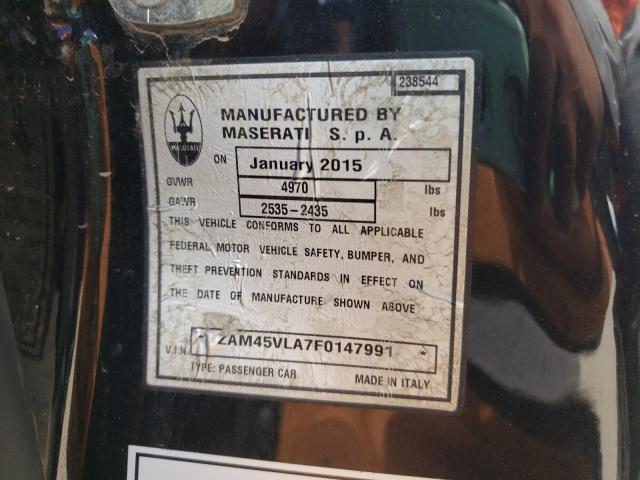 238544
MANUFACTURED BY
MASERATI S. p. A.
MASERATI
ON January 2015
GVWR 4970 lbs
GAWR 2535-2435 lbs
THIS VEHICLE CONFORMS TO ALL APPLICABLE
FEDERAL MOTOR VEHICLE SAFETY, BUMPER, AND
THEFT PREVENTION STANDARDS IN EFFECT ON
THE DATE OF MANUFACTURE SHOWN ABOVE
V.I.N. * ZAM45VLA7F0147991 *
TYPE: PASSENGER CAR MADE IN ITALY